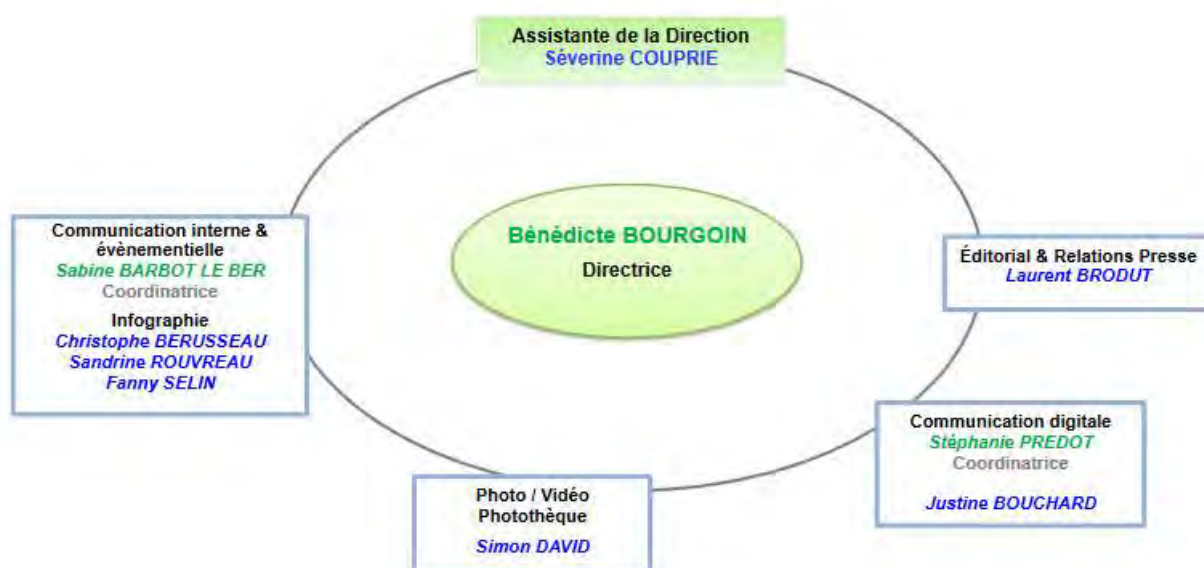 Assistante de la Direction
Séverine COUPRIE
Bénédicte BOURGOIN
Directrice
Communication interne &
évènementielle
Sabine BARBOT LE BER
Coordinatrice
Infographie
Christophe BERUSSEAU
Sandrine ROUVREAU
Fanny SELIN
Éditorial & Relations Presse
Laurent BRODUT
Communication digitale
Stéphanie PREDOT
Coordinatrice
Justine BOUCHARD
Photo / Vidéo
Photothèque
Simon DAVID